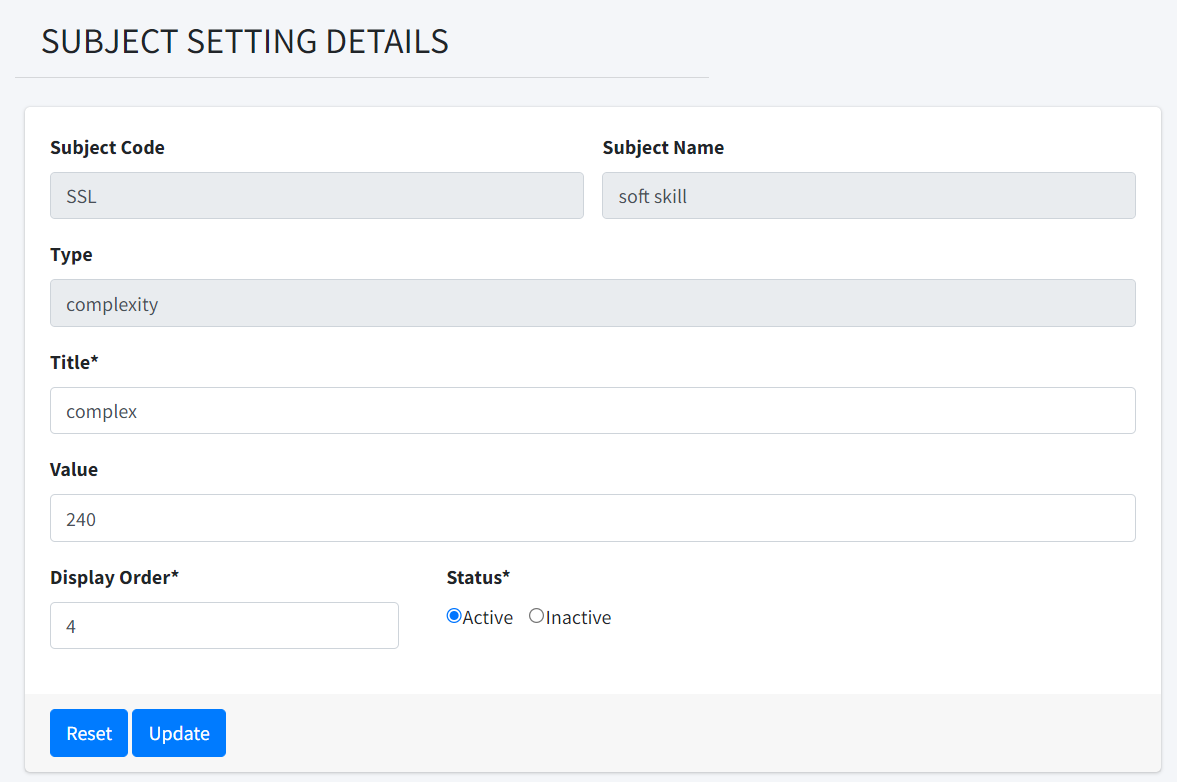 SUBJECT SETTING DETAILS
Subject Code
Subject Name
SSL
soft skill
Type
complexity
Title*
complex
Value
240
Display Order*
Status*
4
Active Inactive
Reset Update